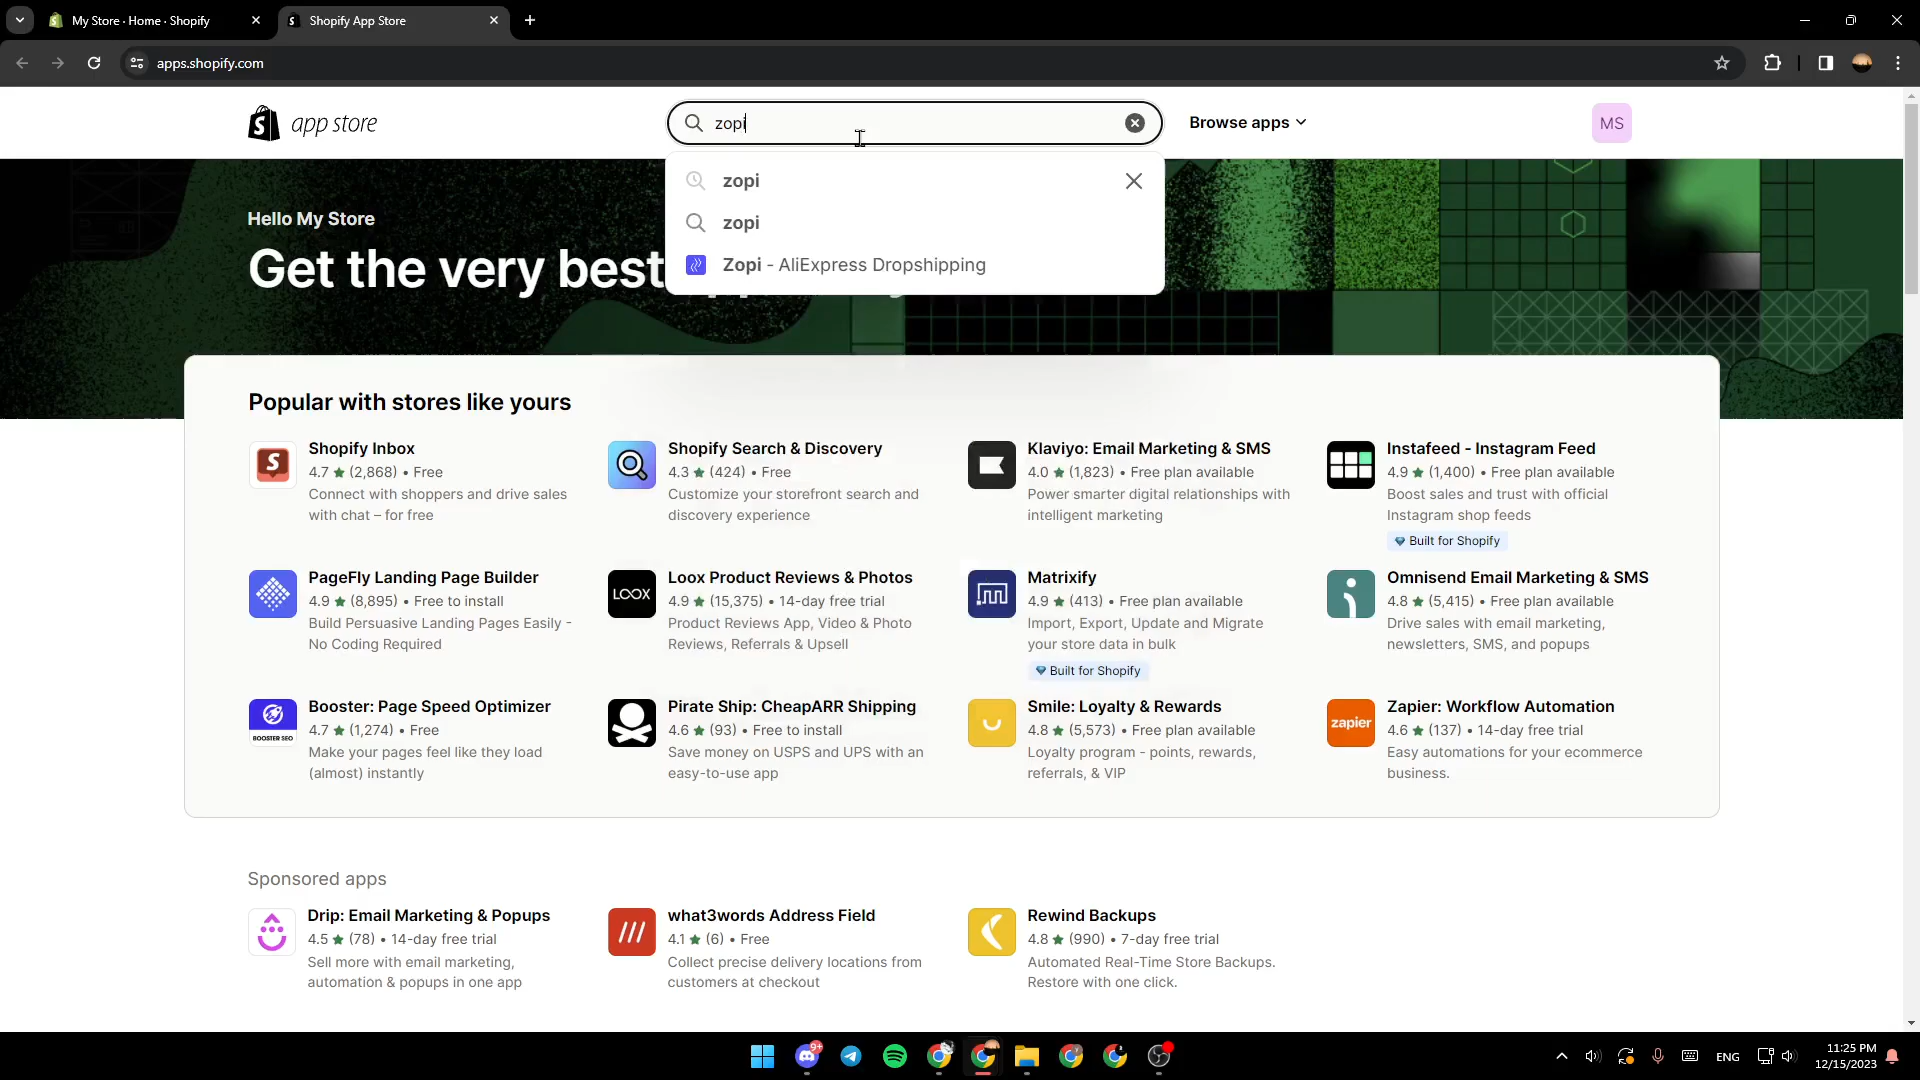 My Store · Home · Shopify
Shopify App Store
apps.shopify.com
app store
zopi
Browse apps
MS
zopi
zopi
Zopi - AliExpress Dropshipping
Hello My Store
Get the very best
Popular with stores like yours
Shopify Inbox
4.7 ★ (2,868) • Free
Connect with shoppers and drive sales
with chat – for free
Shopify Search & Discovery
4.3 ★ (424) • Free
Customize your storefront search and
discovery experience
Klaviyo: Email Marketing & SMS
4.0 ★ (1,823) • Free plan available
Power smarter digital relationships with
intelligent marketing
Instafeed - Instagram Feed
4.9 ★ (1,400) • Free plan available
Boost sales and trust with official
Instagram shop feeds
Built for Shopify
PageFly Landing Page Builder
4.9 ★ (8,895) • Free to install
Build Persuasive Landing Pages Easily -
No Coding Required
LOOX
Loox Product Reviews & Photos
4.9 ★ (15,375) • 14-day free trial
Product Reviews App, Video & Photo
Reviews, Referrals & Upsell
Matrixify
4.9 ★ (413) • Free plan available
Import, Export, Update and Migrate
your store data in bulk
Built for Shopify
Omnisend Email Marketing & SMS
4.8 ★ (5,415) • Free plan available
Drive sales with email marketing,
newsletters, SMS, and popups
BOOSTER SEO
Booster: Page Speed Optimizer
4.7 ★ (1,274) • Free
Make your pages feel like they load
(almost) instantly
Pirate Ship: CheapARR Shipping
4.6 ★ (93) • Free to install
Save money on USPS and UPS with an
easy-to-use app
Smile: Loyalty & Rewards
4.8 ★ (5,573) • Free plan available
Loyalty program - points, rewards,
referrals, & VIP
zapier
Zapier: Workflow Automation
4.6 ★ (137) • 14-day free trial
Easy automations for your ecommerce
business.
Sponsored apps
Drip: Email Marketing & Popups
4.5 ★ (78) • 14-day free trial
Sell more with email marketing,
automation & popups in one app
what3words Address Field
4.1 ★ (6) • Free
Collect precise delivery locations from
customers at checkout
Rewind Backups
4.8 ★ (990) • 7-day free trial
Automated Real-Time Store Backups.
Restore with one click.
9+
ENG
11:25 PM
12/15/2023